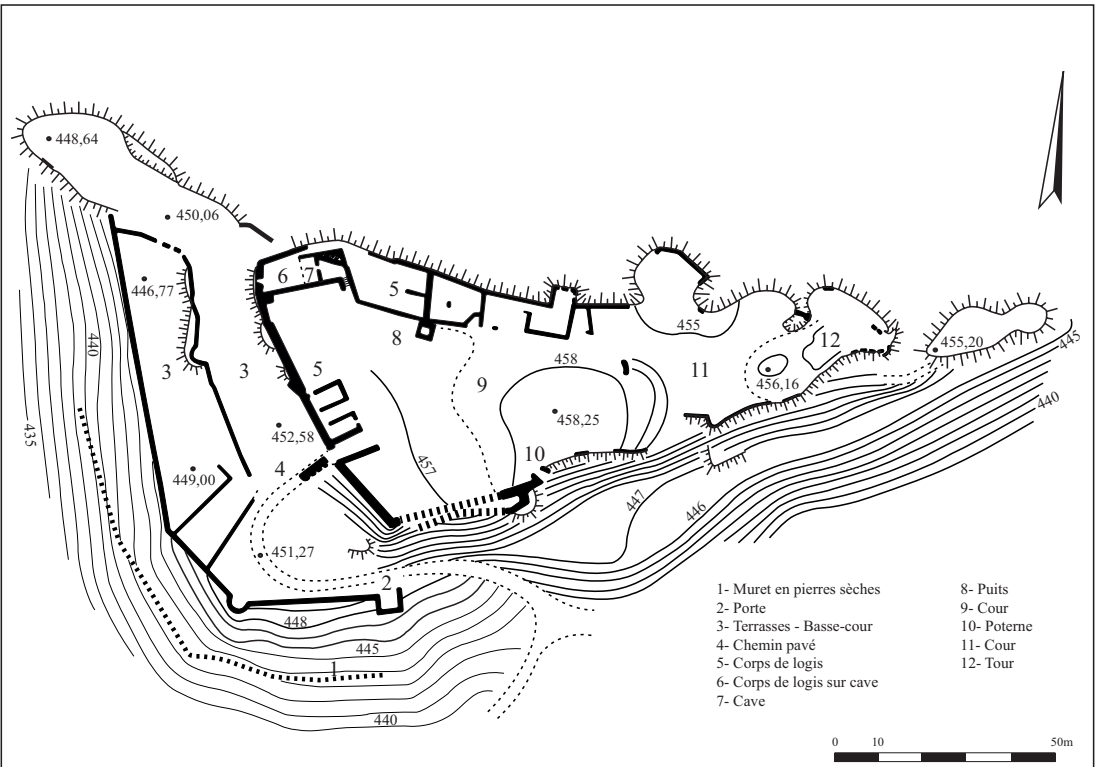 448,64
450,06
446,77
6
7
5
8
3
3
5
9
455
458
11
12
455,20
456,16
445
440
440
435
458,25
452,58
449,00
4
457
10
447
446
451,27
2
448
445
1
440
1- Muret en pierres sèches
2- Porte
3- Terrasses - Basse-cour
4- Chemin pavé
5- Corps de logis
6- Corps de logis sur cave
7- Cave
8- Puits
9- Cour
10- Poterne
11- Cour
12- Tour
0 10 50m